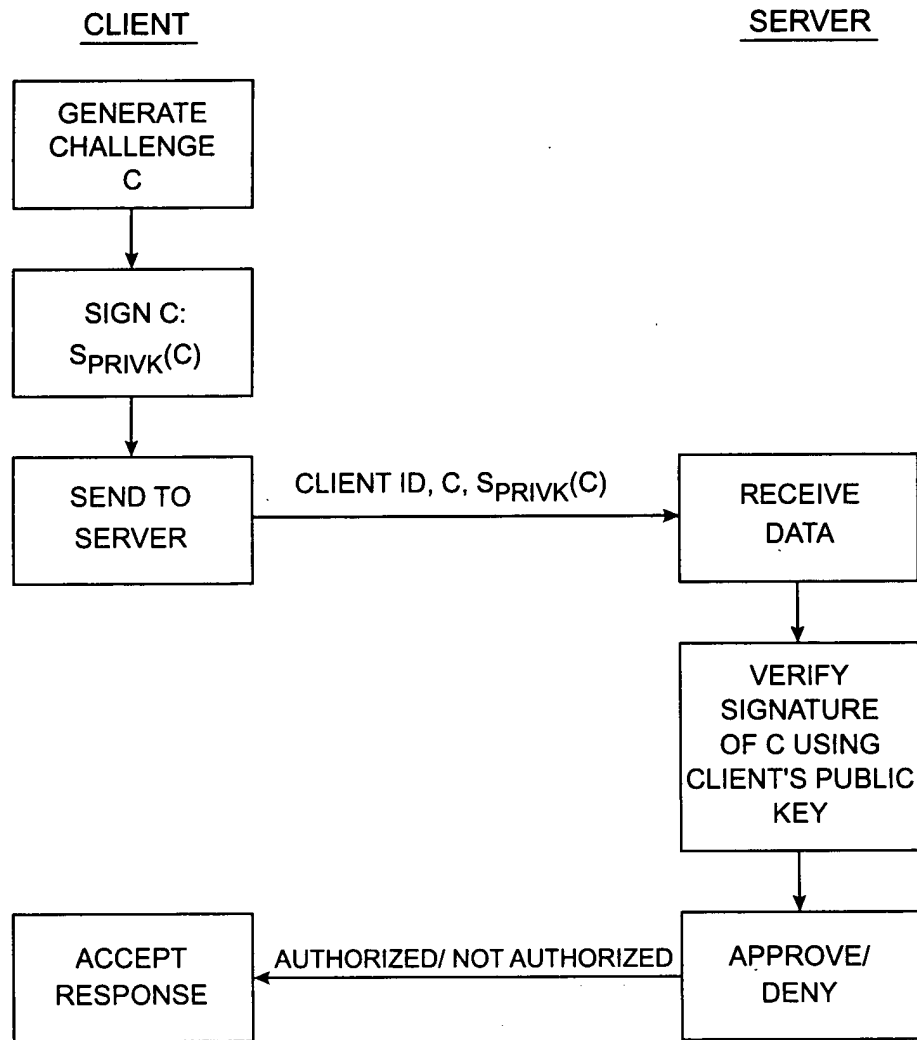 CLIENT
SERVER
GENERATE
CHALLENGE
C
SIGN C:
SPRIVK(C)
SEND TO
SERVER
CLIENT ID, C, SPRIVK(C)
RECEIVE
DATA
VERIFY
SIGNATURE
OF C USING
CLIENT'S PUBLIC
KEY
APPROVE/
DENY
AUTHORIZED/ NOT AUTHORIZED
ACCEPT
RESPONSE